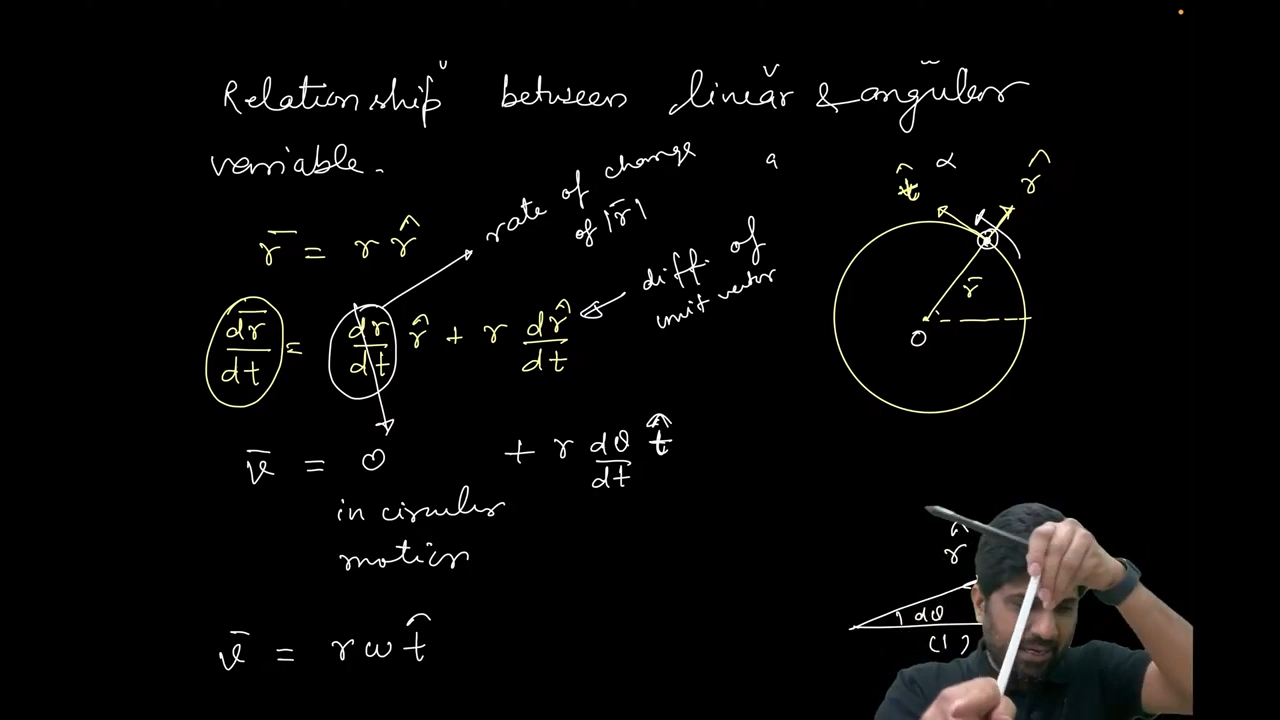 Relationship between linear & angular
variable.
r̄ = r r̂
rate of change
of |r̄|
dr̄/dt = dr/dt r̂ + r dr̂/dt
diff. of
unit vector
v̄ = 0 + r dθ/dt t̂
in circular
motion
v̄ = r ω t̂
a
α
t̂
r̂
r̄
O
r̂
dθ
(1)